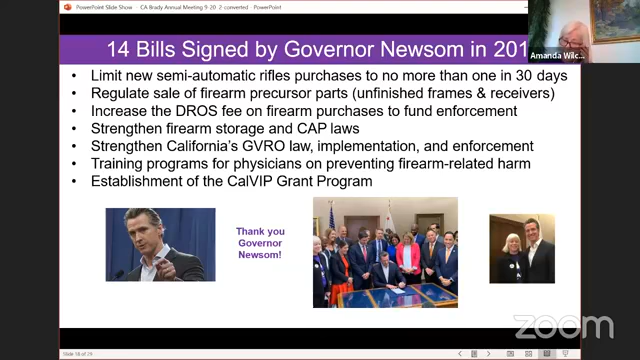 PowerPoint Slide Show - CA Brady Annual Meeting 9-20 2-converted - PowerPoint
Amanda Wilc...
14 Bills Signed by Governor Newsom in 201
• Limit new semi-automatic rifles purchases to no more than one in 30 days
• Regulate sale of firearm precursor parts (unfinished frames & receivers)
• Increase the DROS fee on firearm purchases to fund enforcement
• Strengthen firearm storage and CAP laws
• Strengthen California's GVRO law, implementation, and enforcement
• Training programs for physicians on preventing firearm-related harm
• Establishment of the CalVIP Grant Program
Thank you
Governor
Newsom!
zoom
Slide 18 of 29